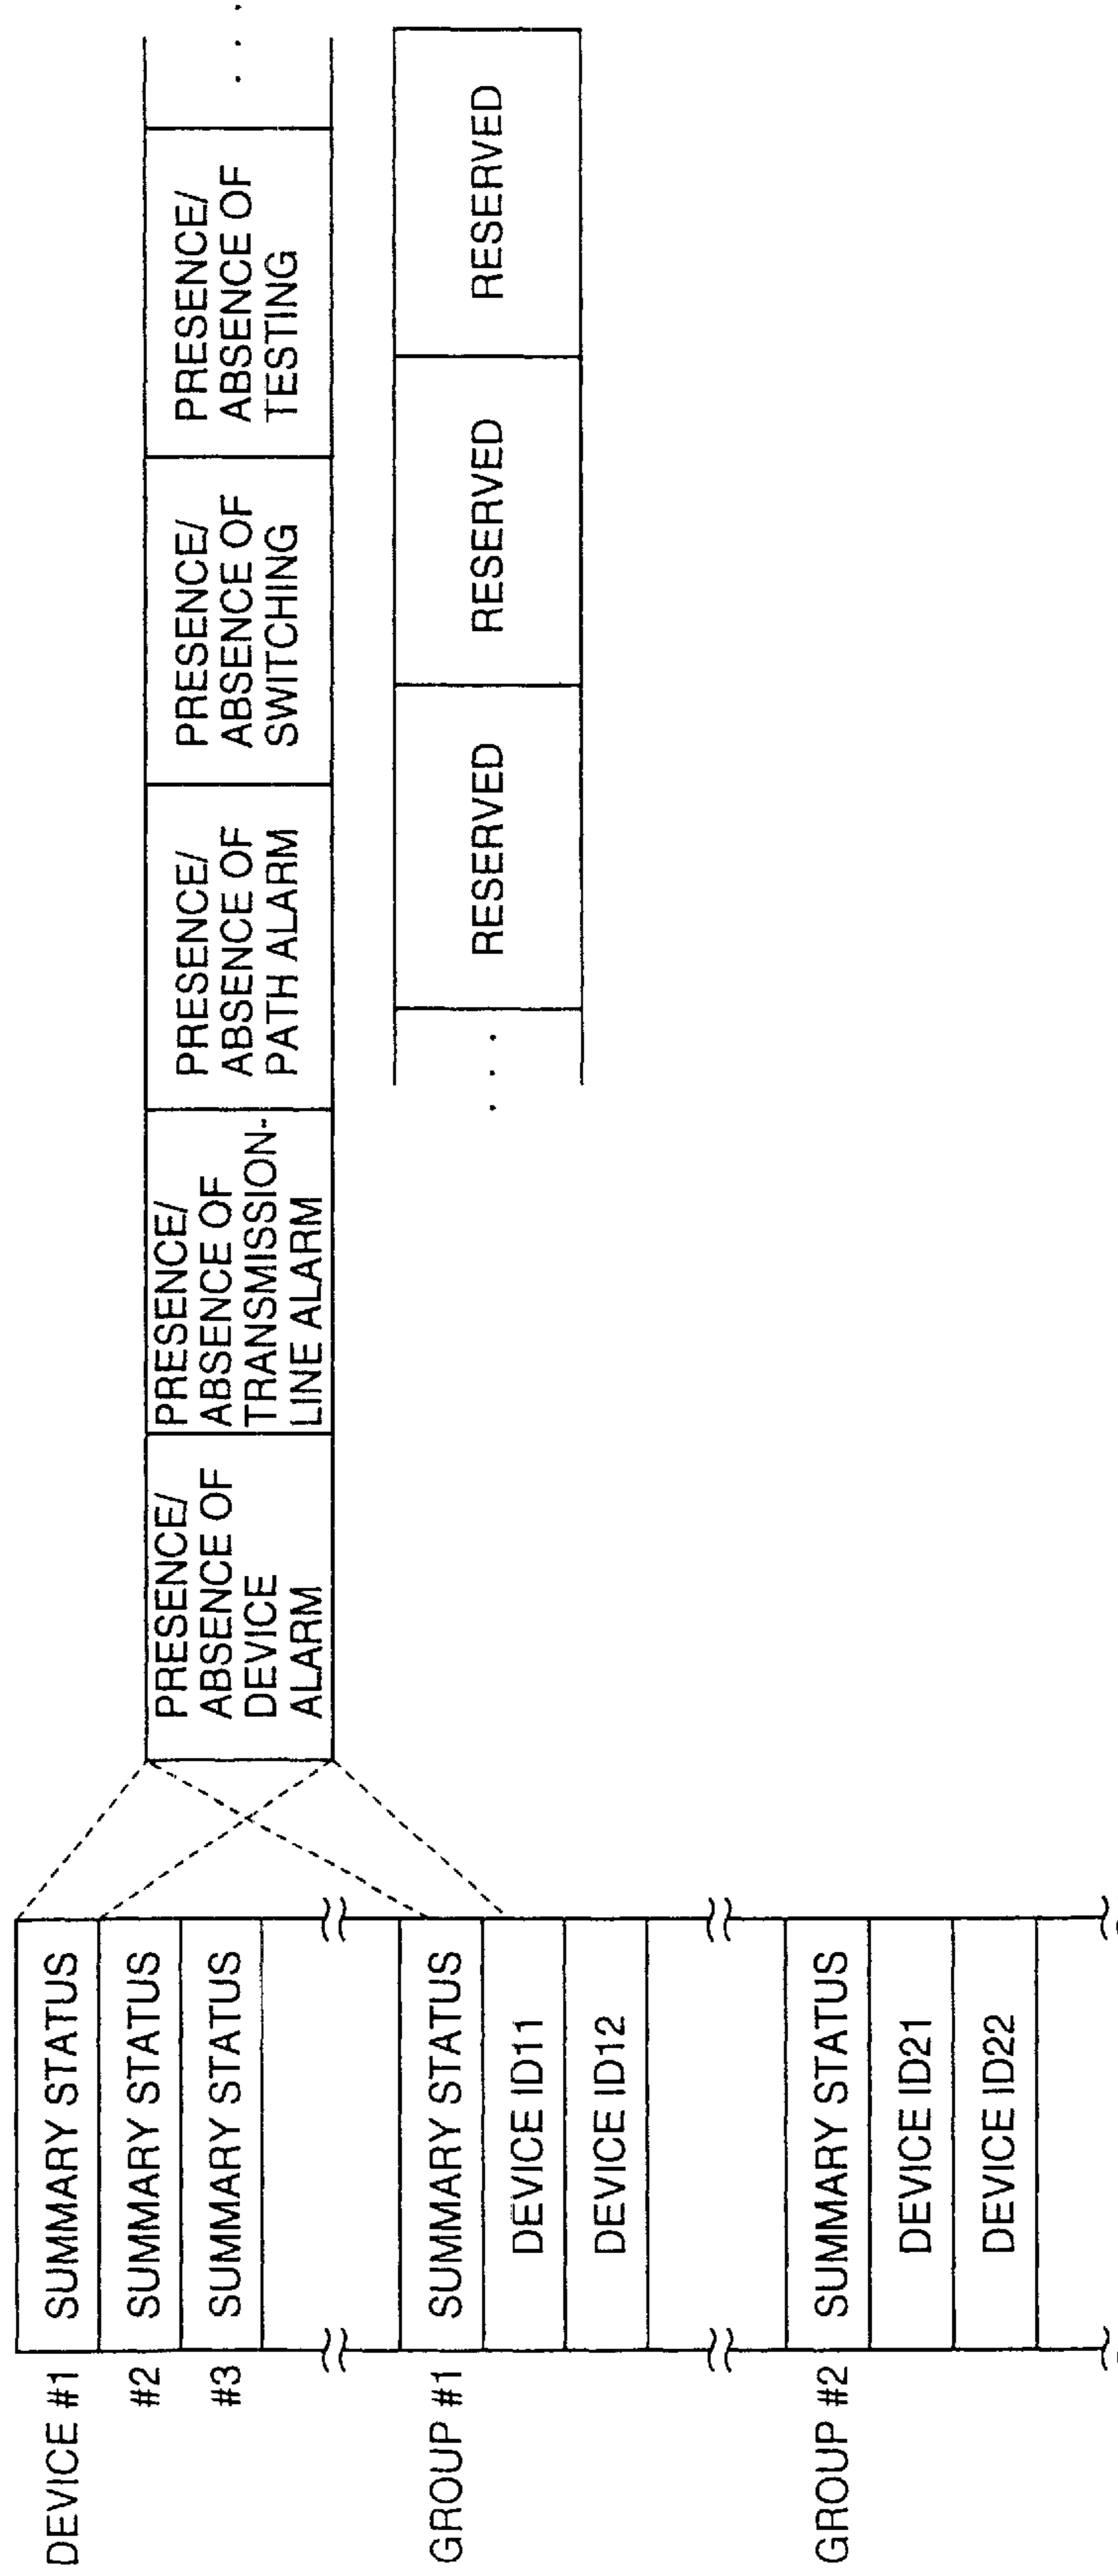 DEVICE #1
SUMMARY STATUS
#2
SUMMARY STATUS
#3
SUMMARY STATUS
GROUP #1
SUMMARY STATUS
DEVICE ID11
DEVICE ID12
GROUP #2
SUMMARY STATUS
DEVICE ID21
DEVICE ID22
PRESENCE/
ABSENCE OF
DEVICE
ALARM
PRESENCE/
ABSENCE OF
TRANSMISSION-
LINE ALARM
PRESENCE/
ABSENCE OF
PATH ALARM
PRESENCE/
ABSENCE OF
SWITCHING
PRESENCE/
ABSENCE OF
TESTING
. . .
. . .
RESERVED
RESERVED
RESERVED